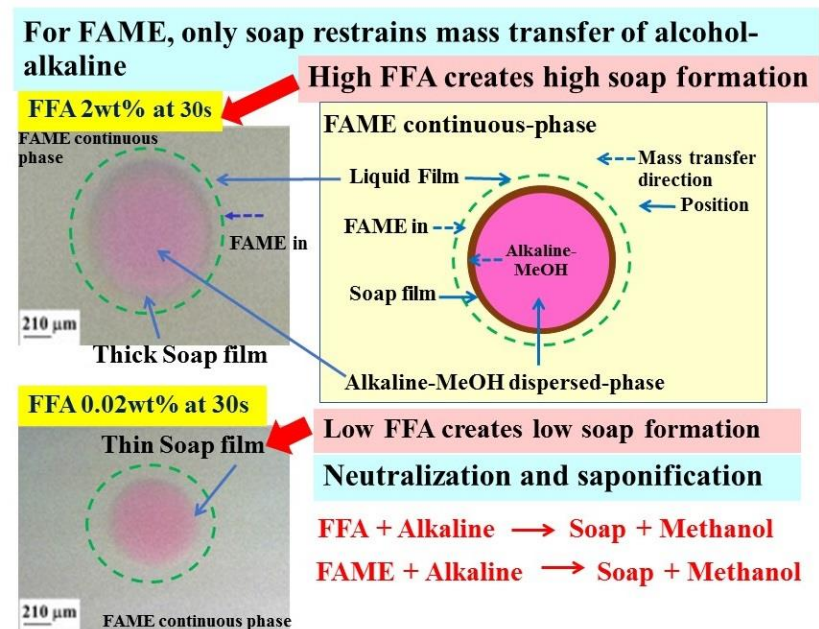 For FAME, only soap restrains mass transfer of alcohol-
alkaline
High FFA creates high soap formation
FFA 2wt% at 30s
FAME continuous
phase
FAME in
210 μm
Thick Soap film
FAME continuous-phase
Mass transfer
direction
Position
Liquid Film
FAME in
Alkaline-
MeOH
Soap film
Alkaline-MeOH dispersed-phase
FFA 0.02wt% at 30s
Thin Soap film
210 μm
FAME continuous phase
Low FFA creates low soap formation
Neutralization and saponification
FFA + Alkaline → Soap + Methanol
FAME + Alkaline → Soap + Methanol